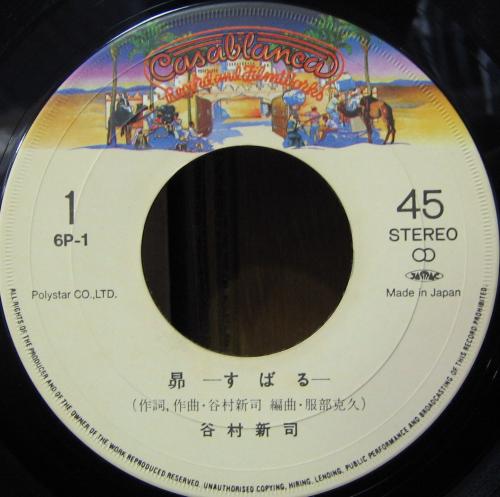 Casablanca
Record and FilmWorks
1
6P-1
45
STEREO
JASRAC
Polystar CO.,LTD.
Made in Japan
昴 —すばる—
(作詞,作曲・谷村新司 編曲・服部克久)
谷村新司
ALL RIGHTS OF THE PRODUCER AND OF THE OWNER OF THE WORK REPRODUCED RESERVED. UNAUTHORISED COPYING, HIRING, LENDING, PUBLIC PERFORMANCE AND BROADCASTING OF THIS RECORD PROHIBITED.